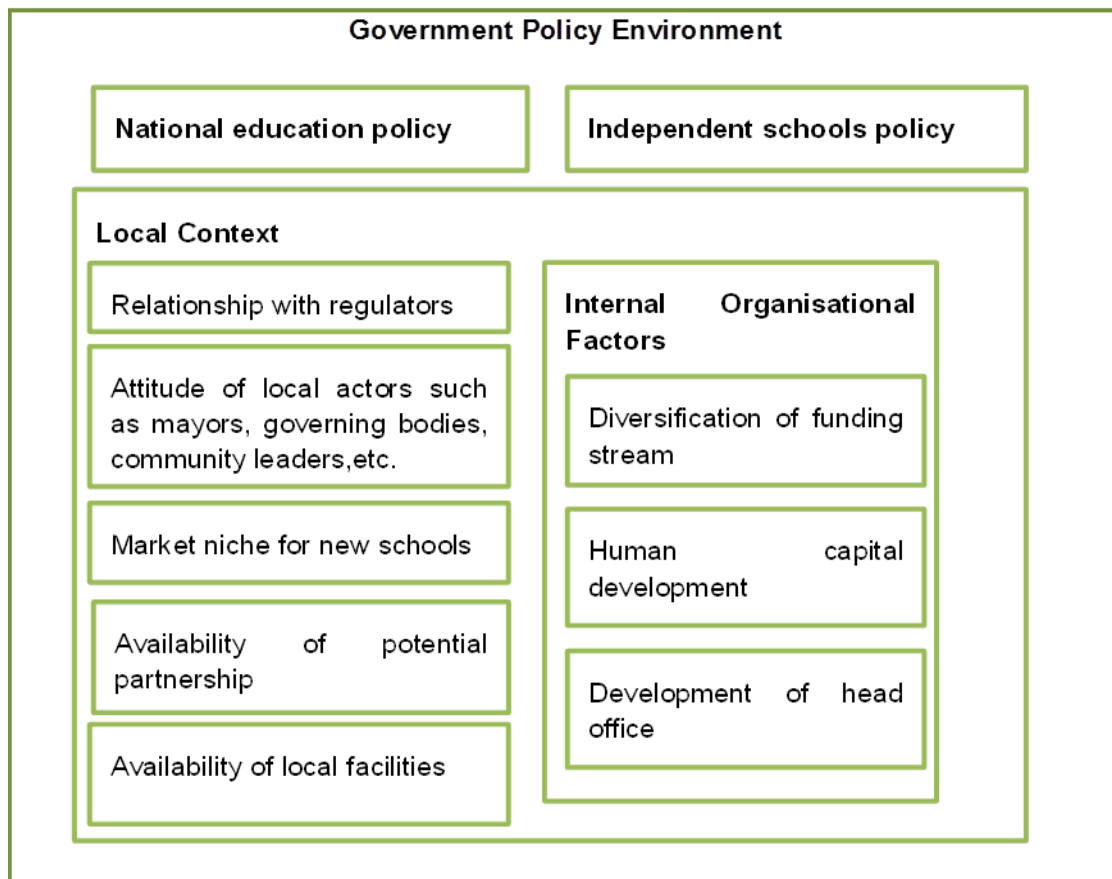 Government Policy Environment
National education policy
Independent schools policy
Local Context
Relationship with regulators
Attitude of local actors such
as mayors, governing bodies,
community leaders,etc.
Market niche for new schools
Availability of potential
partnership
Availability of local facilities
Internal Organisational
Factors
Diversification of funding
stream
Human capital
development
Development of head
office